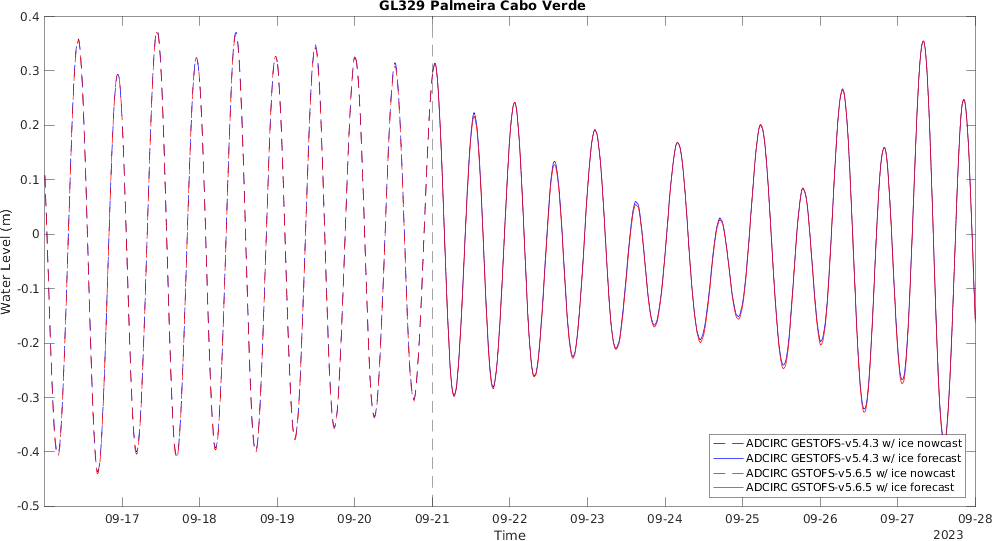 GL329 Palmeira Cabo Verde
0.4
0.3
0.2
0.1
0
-0.1
-0.2
-0.3
-0.4
-0.5
Water Level (m)
ADCIRC GESTOFS-v5.4.3 w/ ice nowcast
ADCIRC GESTOFS-v5.4.3 w/ ice forecast
ADCIRC GSTOFS-v5.6.5 w/ ice nowcast
ADCIRC GSTOFS-v5.6.5 w/ ice forecast
09-17 09-18 09-19 09-20 09-21 09-22 09-23 09-24 09-25 09-26 09-27 09-28
Time
2023